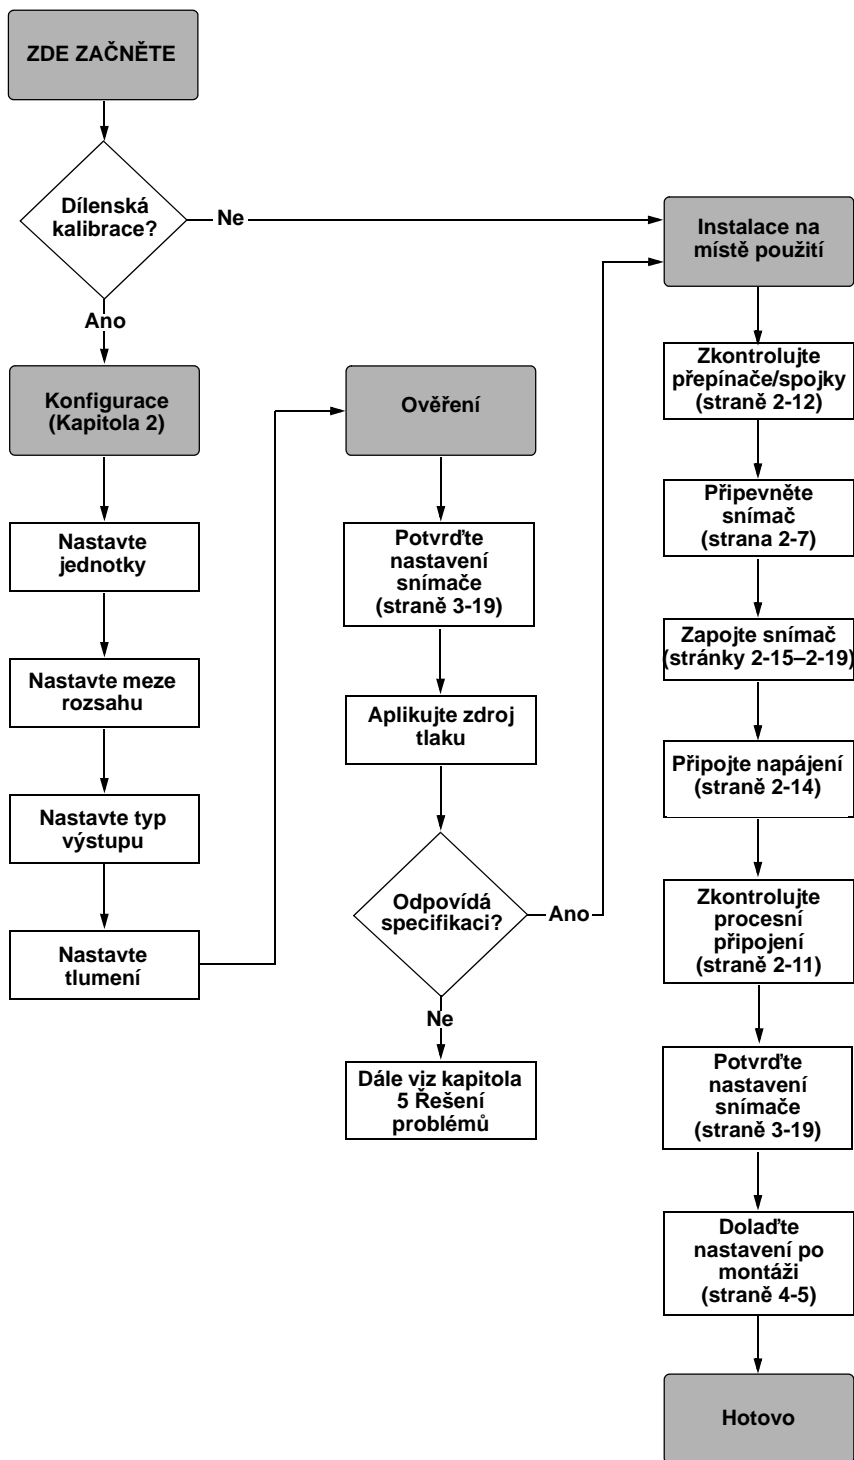 ZDE ZAČNĚTE
Dílenská
kalibrace?
Ne
Ano
Konfigurace
(Kapitola 2)
Nastavte
jednotky
Nastavte meze
rozsahu
Nastavte typ
výstupu
Nastavte
tlumení
Ověření
Potvrďte
nastavení
snímače
(straně 3-19)
Aplikujte zdroj
tlaku
Odpovídá
specifikaci?
Ano
Ne
Dále viz kapitola
5 Řešení
problémů
Instalace na
místě použití
Zkontrolujte
přepínače/spojky
(straně 2-12)
Připevněte
snímač
(strana 2-7)
Zapojte snímač
(stránky 2-15–2-19)
Připojte napájení
(straně 2-14)
Zkontrolujte
procesní
připojení
(straně 2-11)
Potvrďte
nastavení
snímače
(straně 3-19)
Dolaďte
nastavení po
montáži
(straně 4-5)
Hotovo